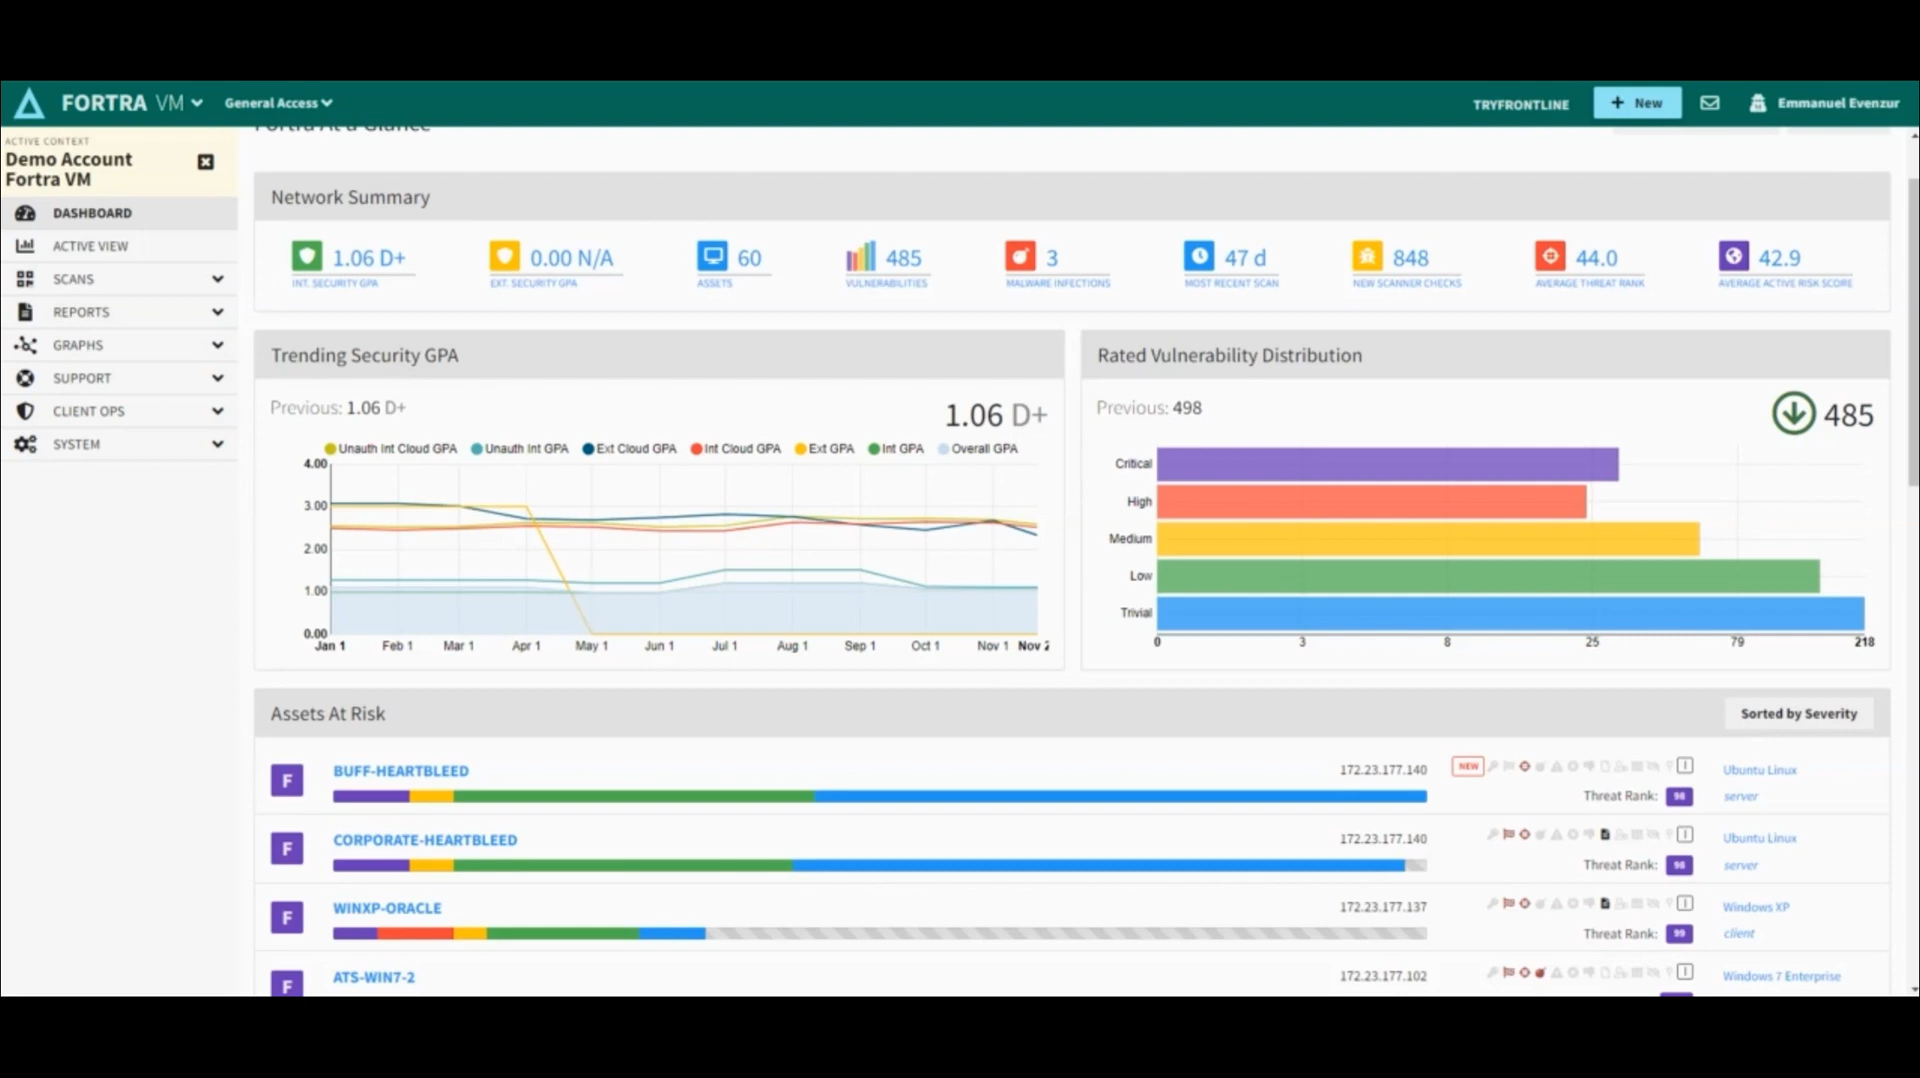 FORTRA VM
General Access
TRYFRONTLINE
+ New
Emmanuel Evenzur
ACTIVE CONTEXT
Demo Account
Fortra VM
DASHBOARD
ACTIVE VIEW
SCANS
REPORTS
GRAPHS
SUPPORT
CLIENT OPS
SYSTEM
Fortra At a Glance
Network Summary
1.06 D+
INT. SECURITY GPA
0.00 N/A
EXT. SECURITY GPA
60
ASSETS
485
VULNERABILITIES
3
MALWARE INFECTIONS
47 d
MOST RECENT SCAN
848
NEW SCANNER CHECKS
44.0
AVERAGE THREAT RANK
42.9
AVERAGE ACTIVE RISK SCORE
Trending Security GPA
Previous: 1.06 D+
1.06 D+
Unauth Int Cloud GPA Unauth Int GPA Ext Cloud GPA Int Cloud GPA Ext GPA Int GPA Overall GPA
4.00
3.00
2.00
1.00
0.00
Jan 1 Feb 1 Mar 1 Apr 1 May 1 Jun 1 Jul 1 Aug 1 Sep 1 Oct 1 Nov 1 Nov 2
Rated Vulnerability Distribution
Previous: 498
485
Critical
High
Medium
Low
Trivial
0 3 8 25 79 218
Assets At Risk
Sorted by Severity
F
BUFF-HEARTBLEED
172.23.177.140
NEW
Ubuntu Linux
Threat Rank: 98
server
F
CORPORATE-HEARTBLEED
172.23.177.140
Ubuntu Linux
Threat Rank: 98
server
F
WINXP-ORACLE
172.23.177.137
Windows XP
Threat Rank: 99
client
F
ATS-WIN7-2
172.23.177.102
Windows 7 Enterprise